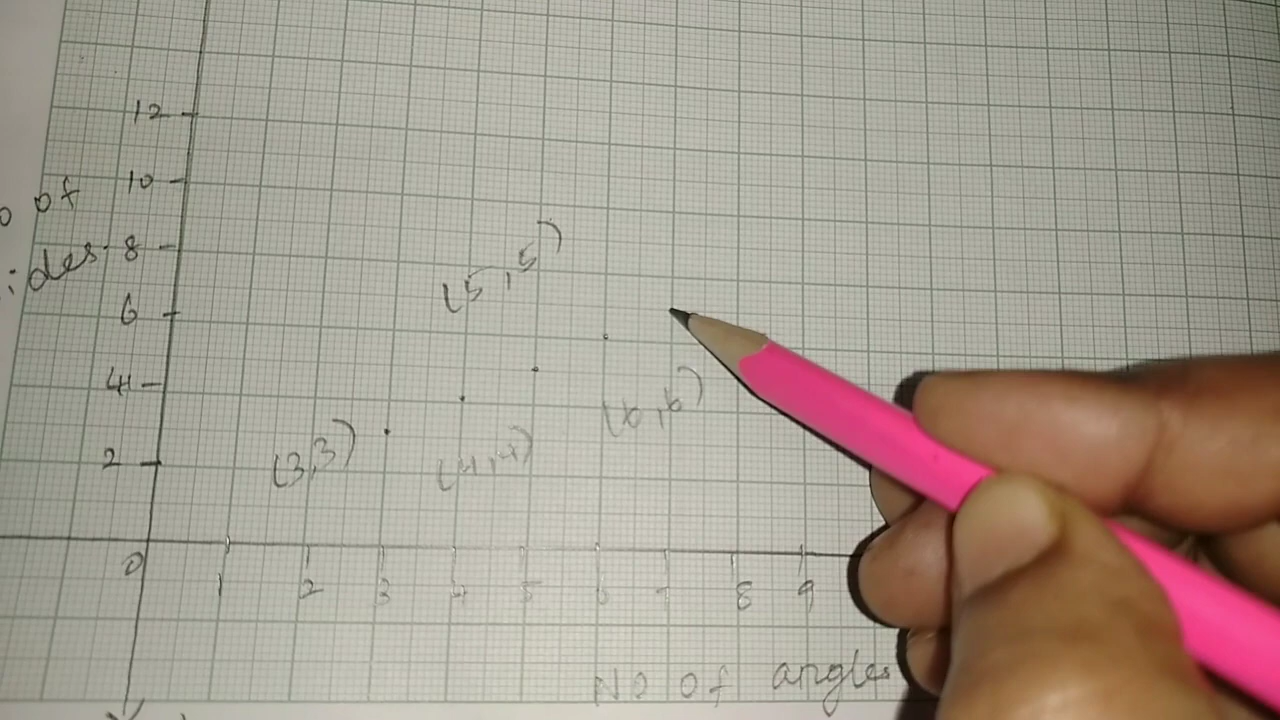 12
10
o of
8
ides
(5,5)
6
4
(6,6)
2
(3,3)
(4,4)
0
1 2 3 4 5 6 7 8 9
No of angles